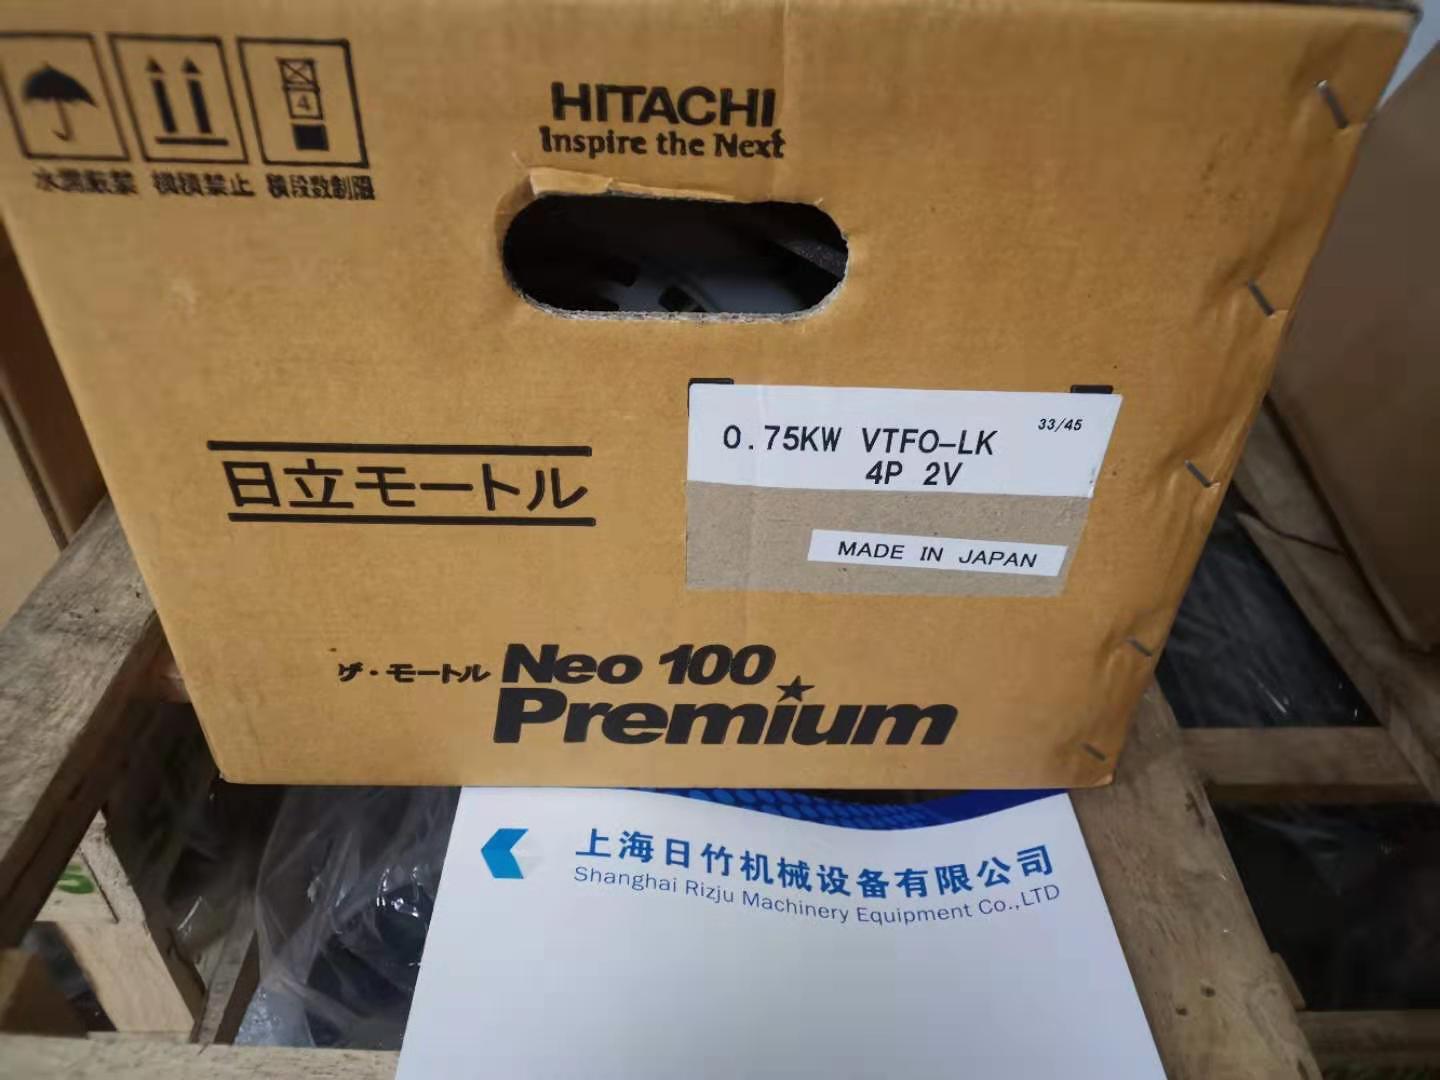 HITACHI
Inspire the Next
4
水濡厳禁 横積禁止 積段数制限
33/45
0.75KW VTFO-LK
4P 2V
日立モートル
MADE IN JAPAN
ザ・モートル Neo 100
Premium
上海日竹机械设备有限公司
Shanghai Rizju Machinery Equipment Co.,LTD